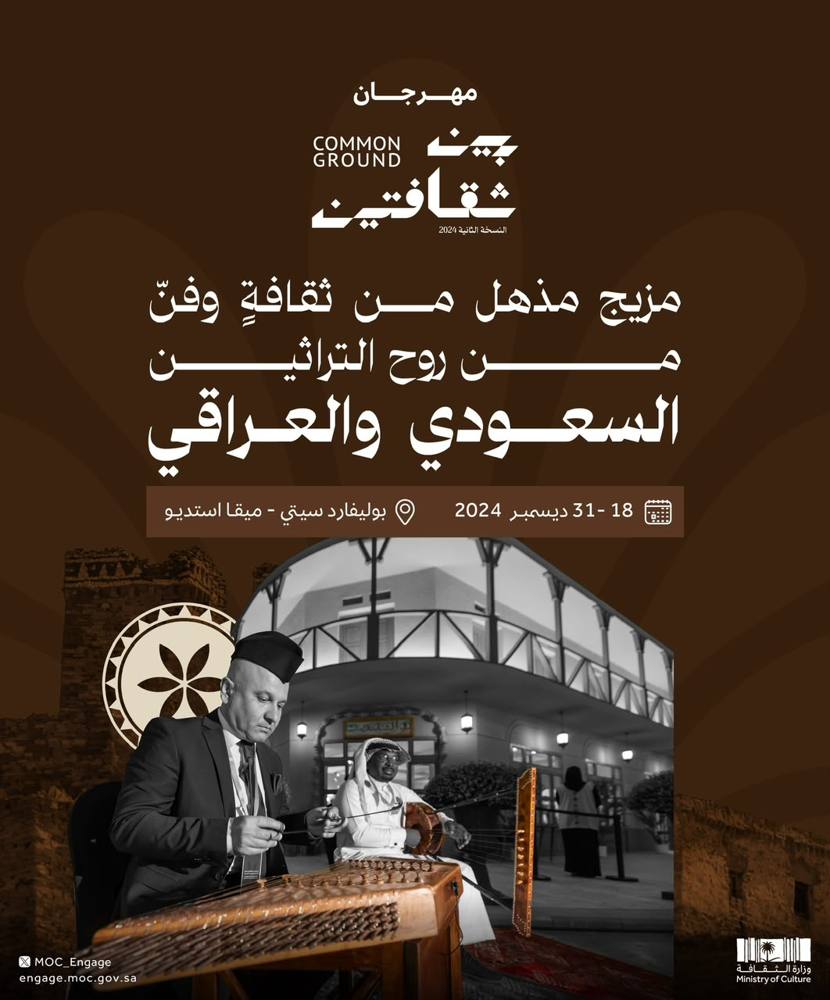 مهرجان
بين
COMMON
GROUND
ثقافتين
النسخة الثانية 2024
مزيج مذهل من ثقافةٍ وفنّ
من روح التراثين
السعودي والعراقي
18 -31 ديسمبر 2024
بوليفارد سيتي - ميقا استديو
MOC_Engage
engage.moc.gov.sa
وزارة الثقافة
Ministry of Culture